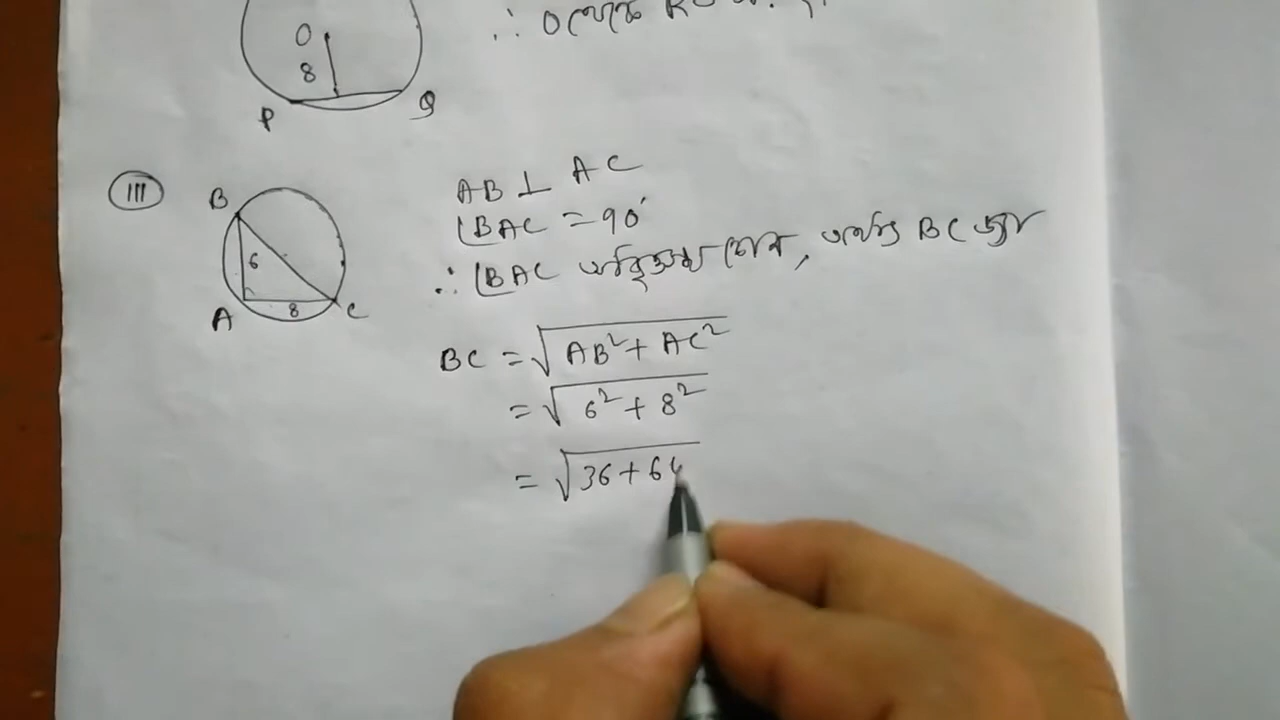 O
8
P
Q
∴ O থেকে
III
B
6
A
8
C
AB ⊥ AC
∠BAC = 90°
∴ ∠BAC অর্ধবৃত্তস্থ কোন, অর্থাৎ BC ব্যাস
BC = √AB² + AC²
= √6² + 8²
= √36 + 64